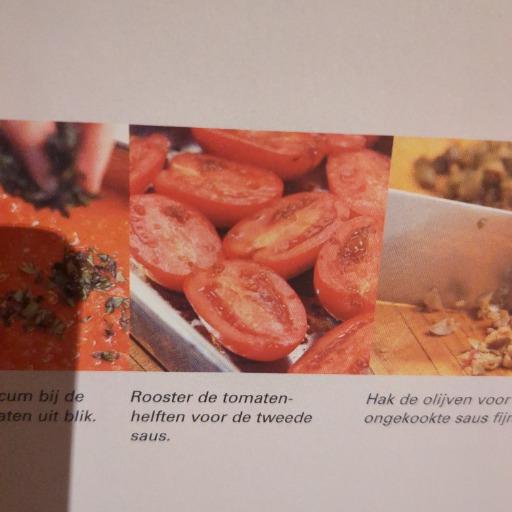 cum bij de
aten uit blik.
Rooster de tomaten-
helften voor de tweede
saus.
Hak de olijven voor
ongekookte saus fijn